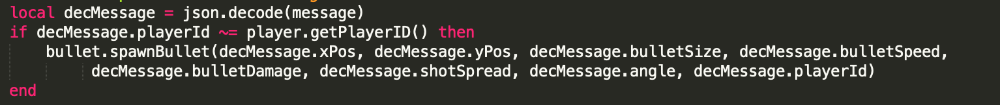 local decMessage = json.decode(message)
if decMessage.playerId ~= player.getPlayerID() then
    bullet.spawnBullet(decMessage.xPos, decMessage.yPos, decMessage.bulletSize, decMessage.bulletSpeed,
        decMessage.bulletDamage, decMessage.shotSpread, decMessage.angle, decMessage.playerId)
end